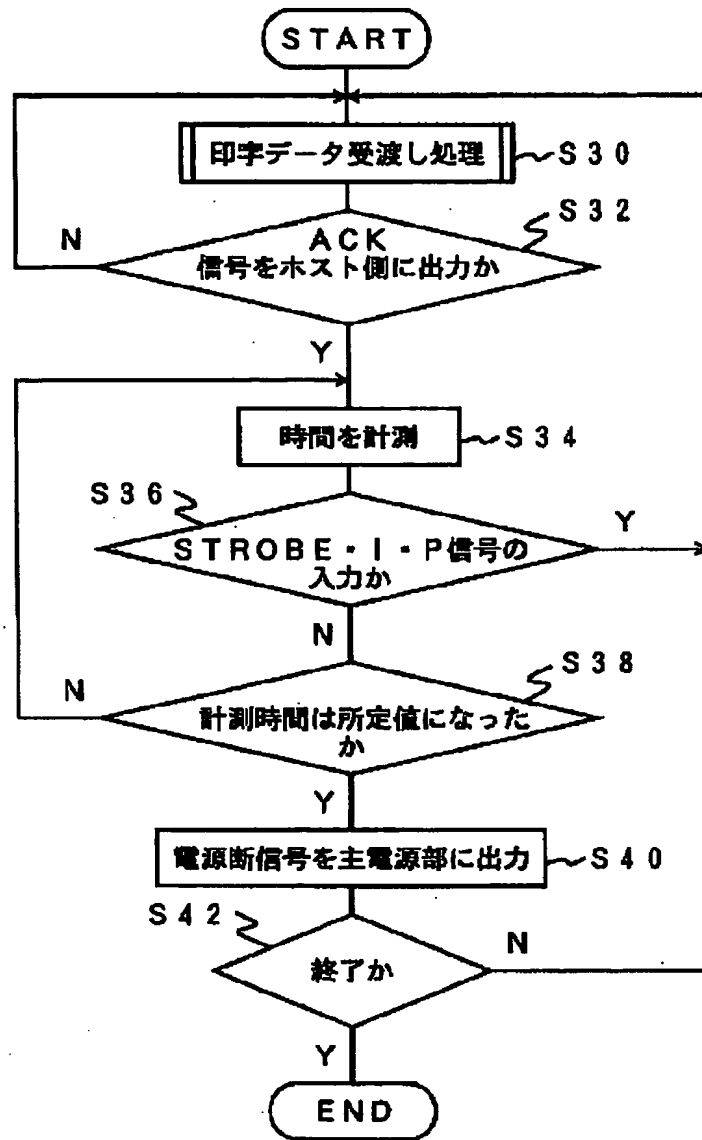 START
印字データ受渡し処理
S30
S32
N
ACK
信号をホスト側に出力か
Y
時間を計測
S34
S36
Y
STROBE・I・P信号の
入力か
N
S38
N
計測時間は所定値になった
か
Y
電源断信号を主電源部に出力
S40
S42
N
終了か
Y
END